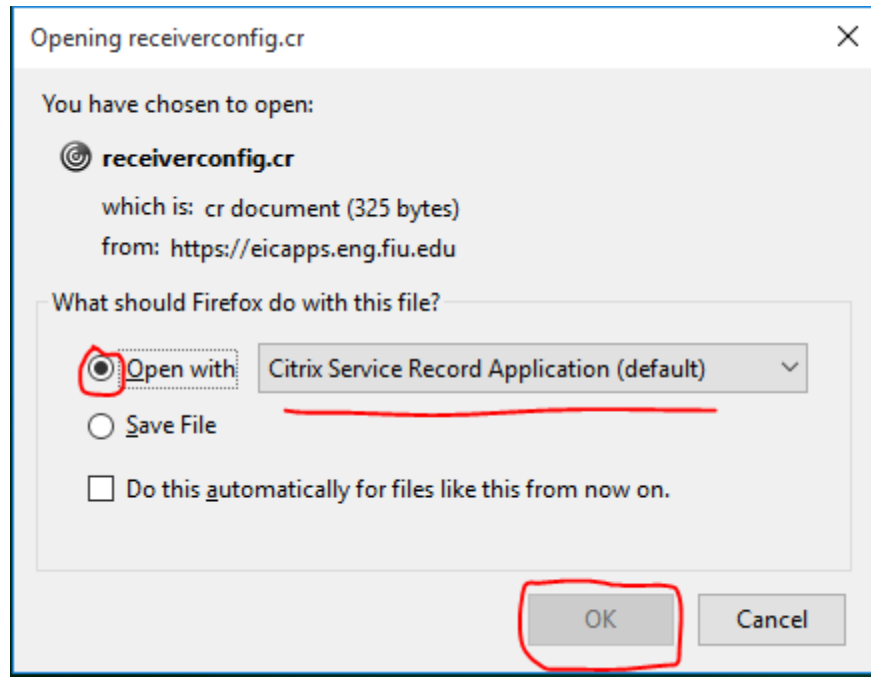 Opening receiverconfig.cr
You have chosen to open:
receiverconfig.cr
which is: cr document (325 bytes)
from: https://eicapps.eng.fiu.edu
What should Firefox do with this file?
Open with Citrix Service Record Application (default)
Save File
Do this automatically for files like this from now on.
OK Cancel